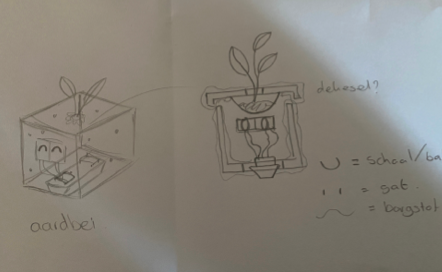 deksel?
= schaal/ba
= gat.
= borgstof
aardbei